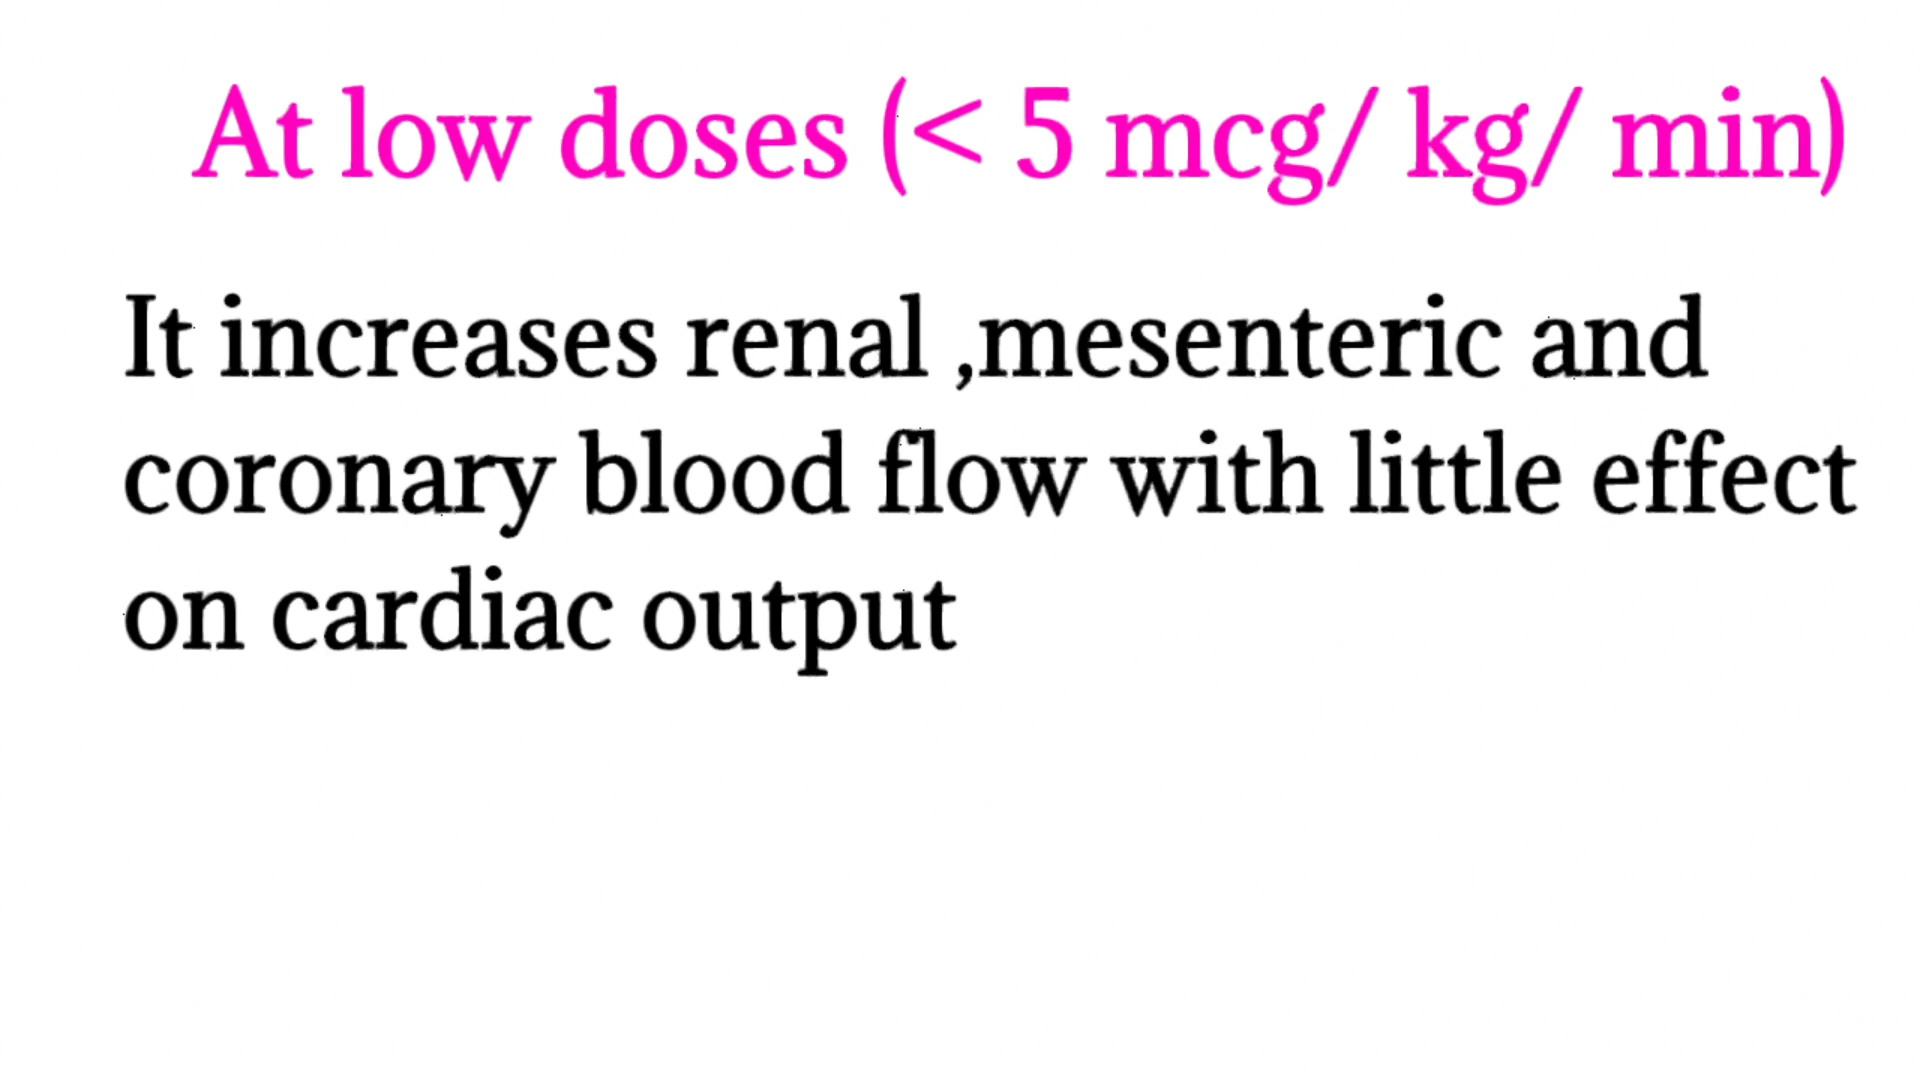 At low doses (< 5 mcg/ kg/ min)
It increases renal ,mesenteric and
coronary blood flow with little effect
on cardiac output